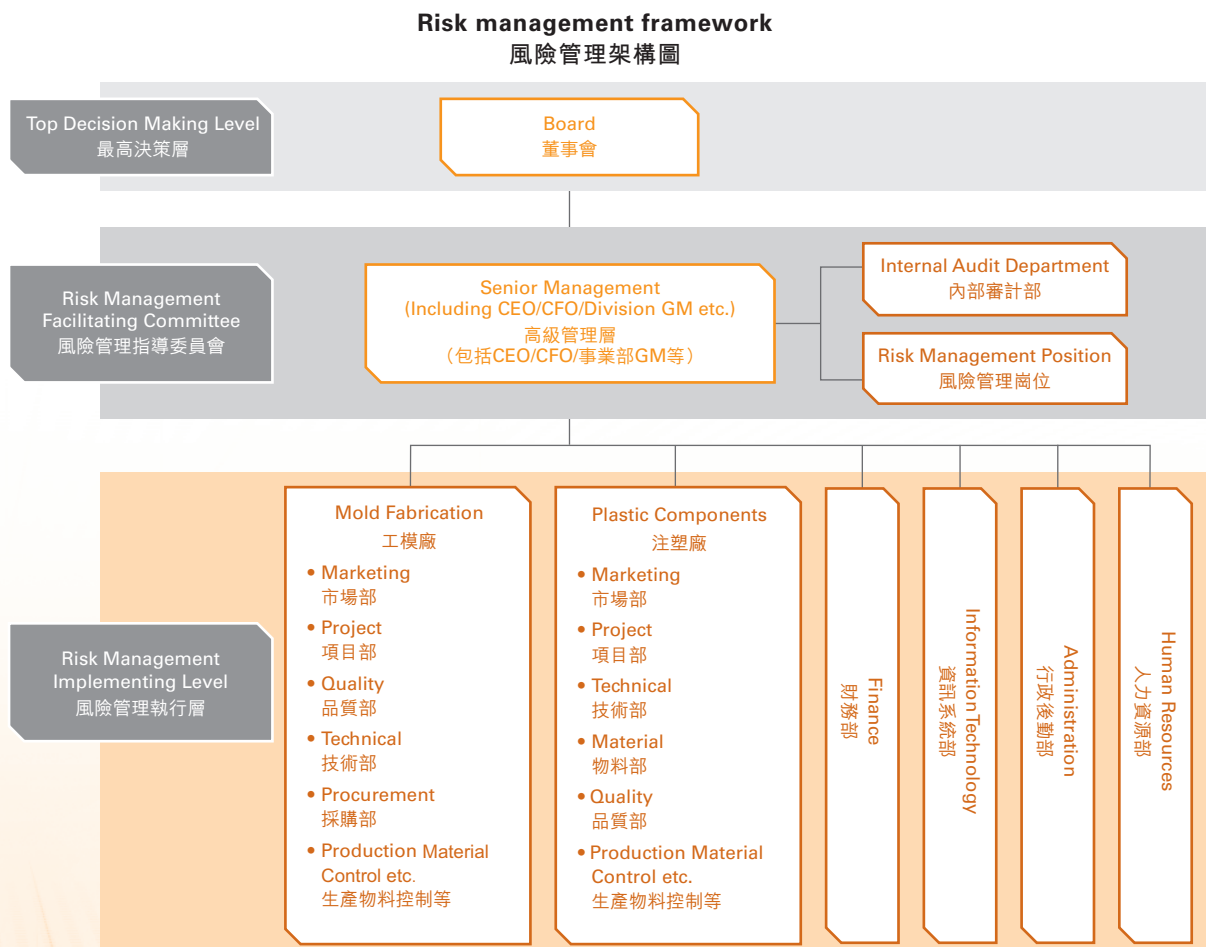 Risk management framework
風險管理架構圖
Top Decision Making Level
最高決策層
Board
董事會
Risk Management
Facilitating Committee
風險管理指導委員會
Senior Management
(Including CEO/CFO/Division GM etc.)
高級管理層
（包括CEO/CFO/事業部GM等）
Internal Audit Department
內部審計部
Risk Management Position
風險管理崗位
Risk Management
Implementing Level
風險管理執行層
Mold Fabrication
工模廠
• Marketing
市場部
• Project
項目部
• Quality
品質部
• Technical
技術部
• Procurement
採購部
• Production Material
Control etc.
生產物料控制等
Plastic Components
注塑廠
• Marketing
市場部
• Project
項目部
• Technical
技術部
• Material
物料部
• Quality
品質部
• Production Material
Control etc.
生產物料控制等
Finance
財務部
Information Technology
資訊系統部
Administration
行政後勤部
Human Resources
人力資源部